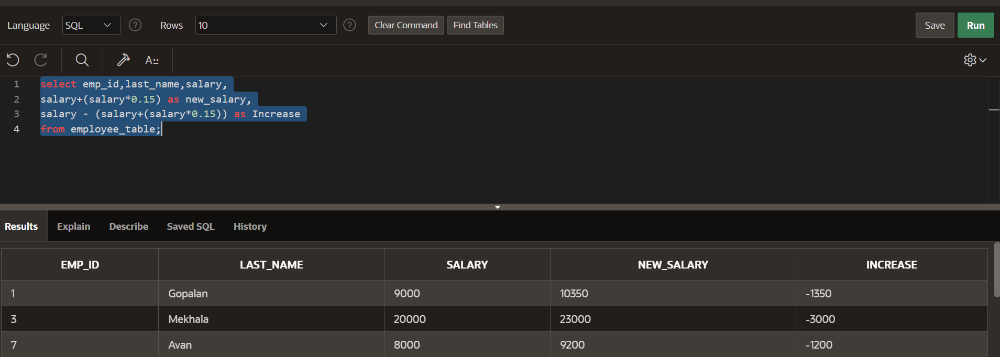 Language SQL ? Rows 10 ? Clear Command Find Tables Save Run
A::
1 select emp_id,last_name,salary,
2 salary+(salary*0.15) as new_salary,
3 salary - (salary+(salary*0.15)) as Increase
4 from employee_table;
Results Explain Describe Saved SQL History
EMP_ID LAST_NAME SALARY NEW_SALARY INCREASE
1 Gopalan 9000 10350 -1350
3 Mekhala 20000 23000 -3000
7 Avan 8000 9200 -1200